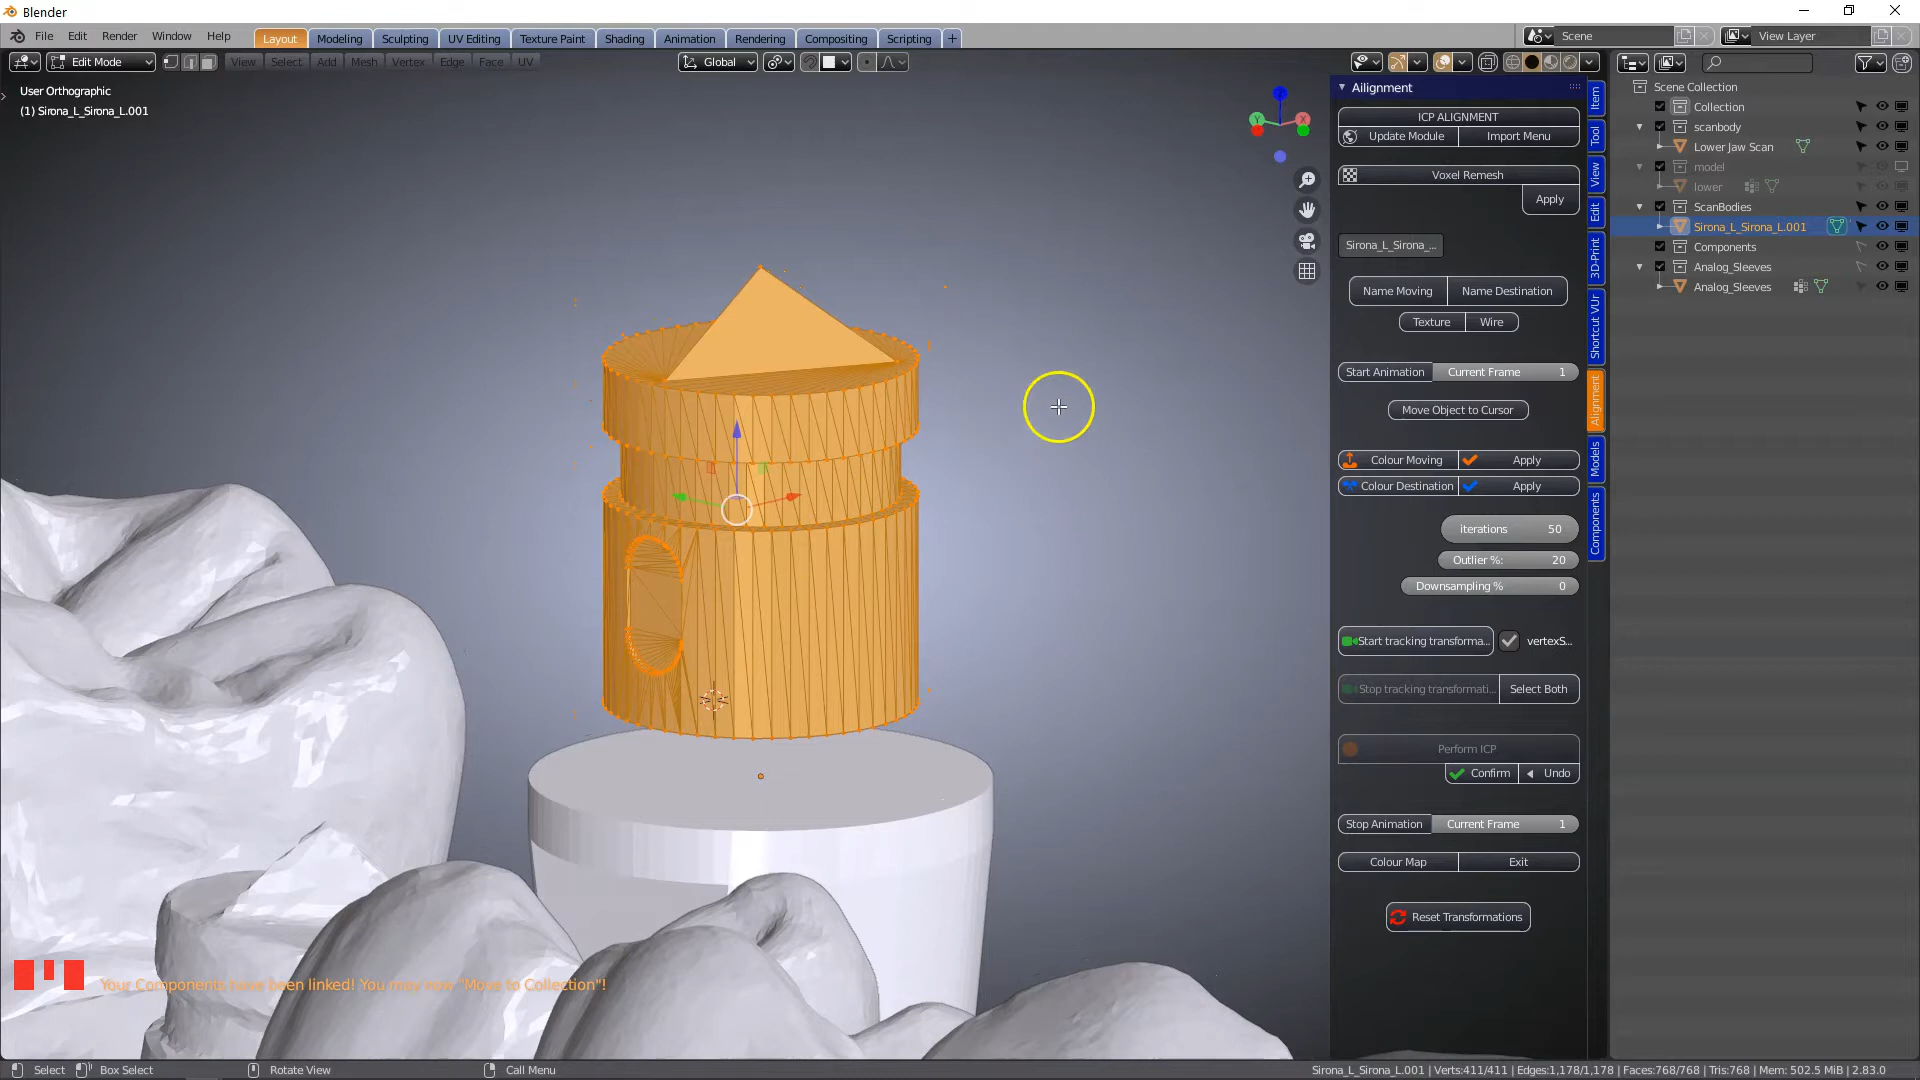 Blender
File Edit Render Window Help
Layout Modeling Sculpting UV Editing Texture Paint Shading Animation Rendering Compositing Scripting +
Scene
View Layer
Edit Mode
View Select Add Mesh Vertex Edge Face UV
Global
User Orthographic
(1) Sirona_L_Sirona_L.001
Ailignment
ICP ALIGNMENT
Update Module Import Menu
Voxel Remesh
Apply
Sirona_L_Sirona_...
Name Moving Name Destination
Texture Wire
Start Animation Current Frame 1
Move Object to Cursor
Colour Moving Apply
Colour Destination Apply
iterations 50
Outlier %: 20
Downsampling % 0
Start tracking transforma... vertexS...
Stop tracking transformati... Select Both
Perform ICP
Confirm Undo
Stop Animation Current Frame 1
Colour Map Exit
Reset Transformations
Item
Tool
View
Edit
3D-Print
Shortcut VUr
Alignment
Models
Components
Scene Collection
Collection
scanbody
Lower Jaw Scan
model
lower
ScanBodies
Sirona_L_Sirona_L.001
Components
Analog_Sleeves
Analog_Sleeves
Your Components have been linked! You may now "Move to Collection"!
Select Box Select Rotate View Call Menu
Sirona_L_Sirona_L.001 | Verts:411/411 | Edges:1,178/1,178 | Faces:768/768 | Tris:768 | Mem: 502.5 MiB | 2.83.0